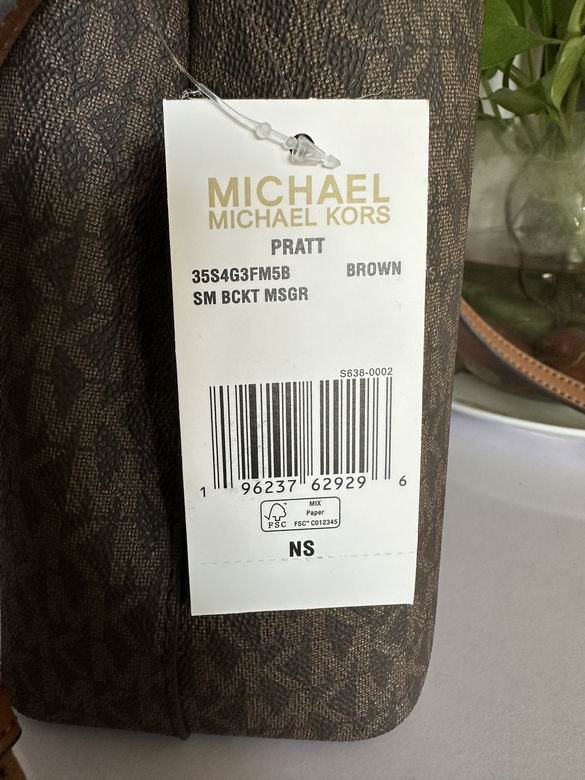 MICHAEL
MICHAEL KORS
PRATT
35S4G3FM5B BROWN
SM BCKT MSGR
S638-0002
1 96237 62929 6
FSC
MIX
Paper
FSC™ C012345
NS